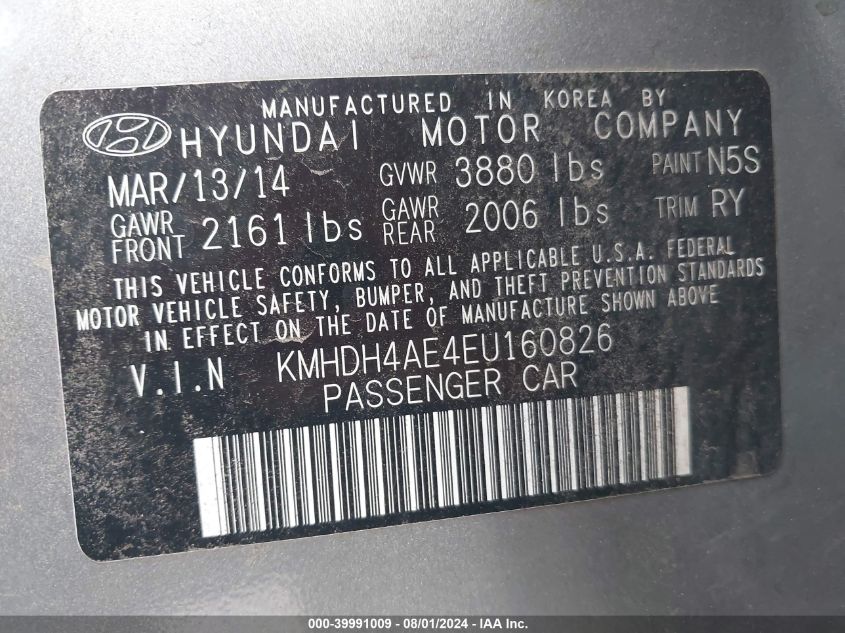 MANUFACTURED IN KOREA BY
HYUNDAI MOTOR COMPANY
MAR/13/14 GVWR 3880 lbs PAINT N5S
GAWR FRONT 2161 lbs GAWR REAR 2006 lbs TRIM RY
THIS VEHICLE CONFORMS TO ALL APPLICABLE U.S.A. FEDERAL
MOTOR VEHICLE SAFETY, BUMPER, AND THEFT PREVENTION STANDARDS
IN EFFECT ON THE DATE OF MANUFACTURE SHOWN ABOVE
V.I.N KMHDH4AE4EU160826
PASSENGER CAR
000-39991009 - 08/01/2024 - IAA Inc.